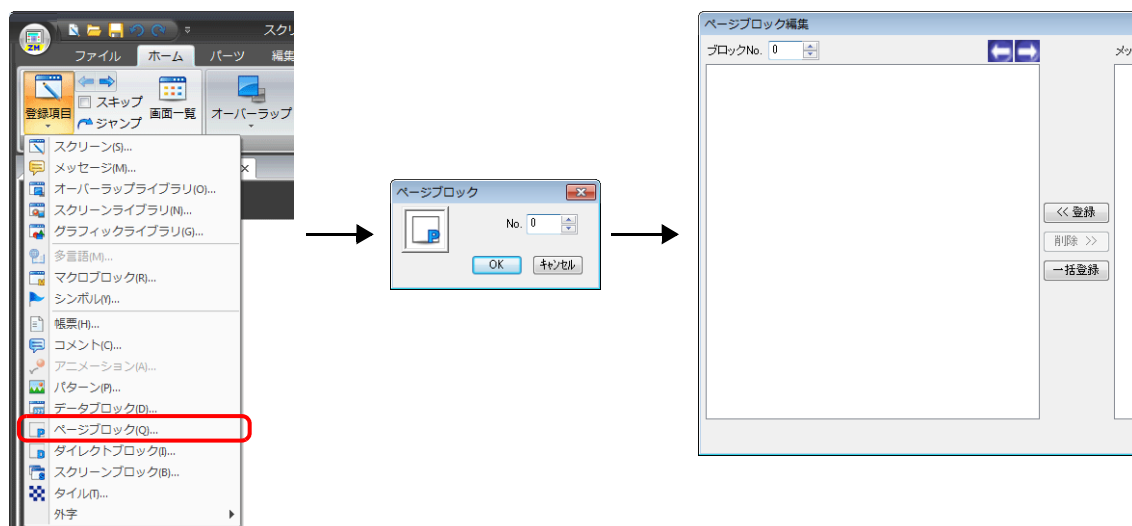 ZM
スクリ
ファイル ホーム パーツ 編集
登録項目
スキップ
ジャンプ
画面一覧
オーバーラップ
スクリーン(S)...
メッセージ(M)...
オーバーラップライブラリ(O)...
スクリーンライブラリ(N)...
グラフィックライブラリ(G)...
多言語(M)...
マクロブロック(R)...
シンボル(Y)...
帳票(H)...
コメント(C)...
アニメーション(A)...
パターン(P)...
データブロック(D)...
ページブロック(Q)...
ダイレクトブロック(I)...
スクリーンブロック(B)...
タイル(T)...
外字
ページブロック
No. 0
OK キャンセル
ページブロック編集
ブロックNo. 0
メッ
<< 登録
削除 >>
一括登録